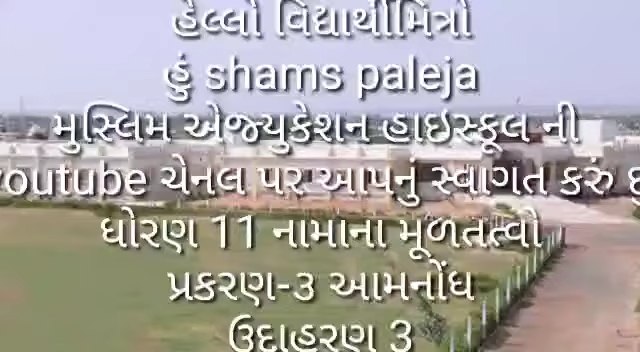 હેલ્લો વિદ્યાર્થીમિત્રો
હું shams paleja
મુસ્લિમ એજ્યુકેશન હાઇસ્કૂલ ની
youtube ચેનલ પર આપનું સ્વાગત કરું છું
ધોરણ 11 નામાના મૂળતત્વો
પ્રકરણ-૩ આમનોંધ
ઉદાહરણ 3